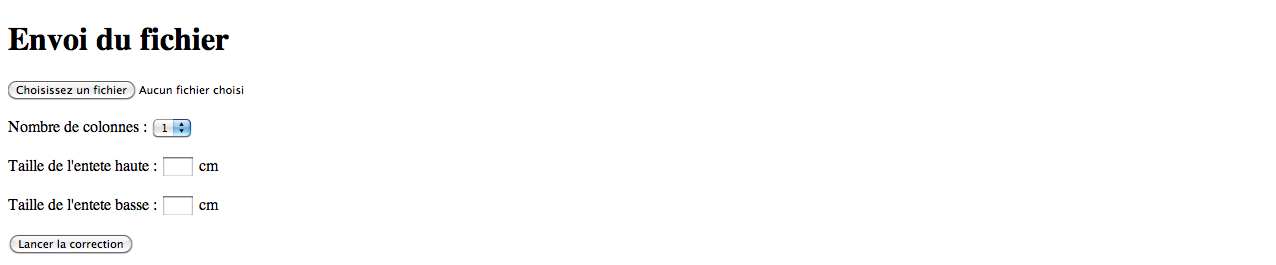 Envoi du fichier
Choisissez un fichier Aucun fichier choisi
Nombre de colonnes : 1
Taille de l'entete haute : cm
Taille de l'entete basse : cm
Lancer la correction